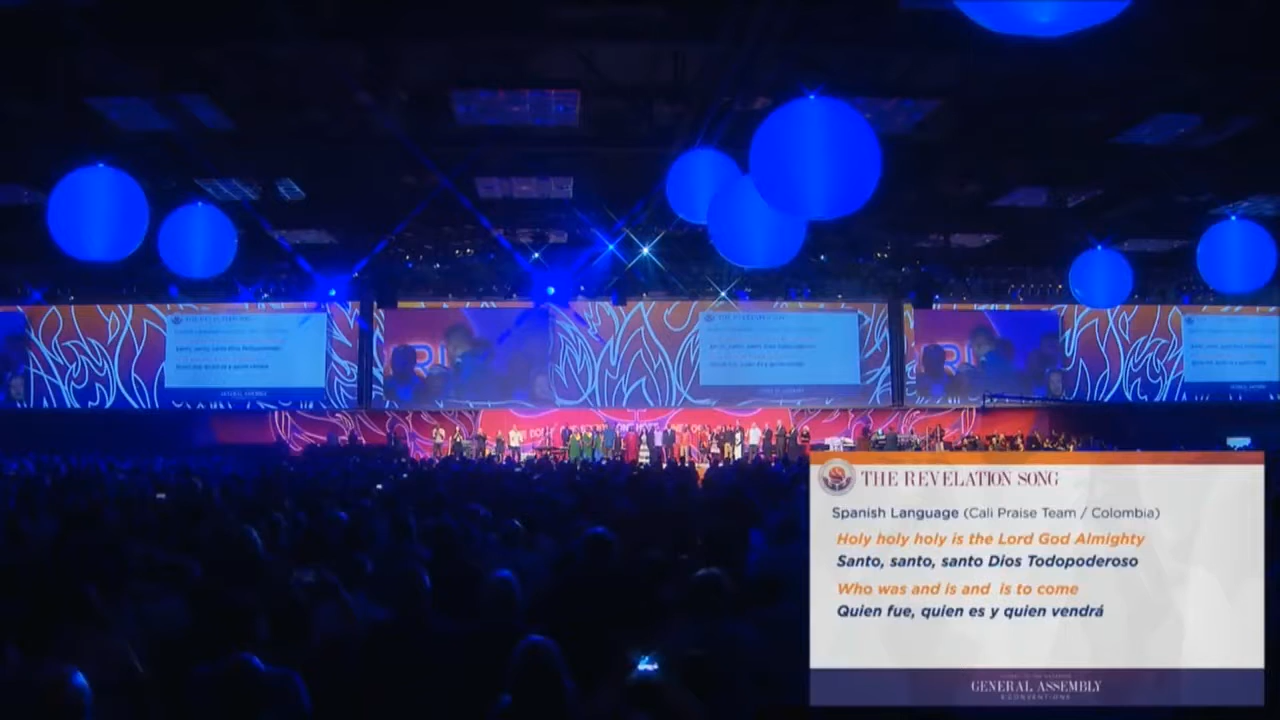 THE REVELATION SONG
Spanish Language (Cali Praise Team / Colombia)
Holy holy holy is the Lord God Almighty
Santo, santo, santo Dios Todopoderoso
Who was and is and is to come
Quien fue, quien es y quien vendrá
GENERAL ASSEMBLY
& CONVENTIONS